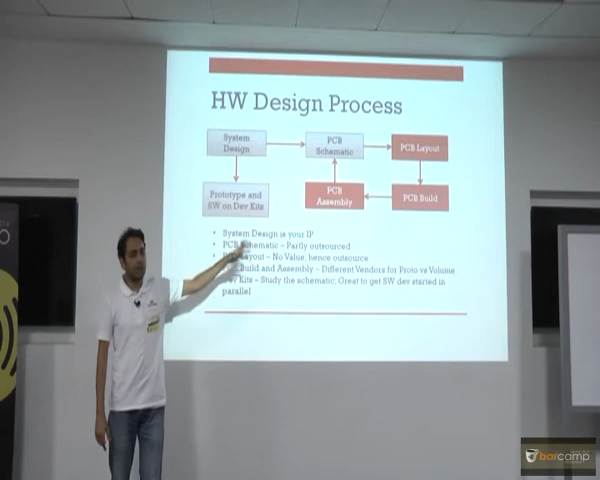 HW Design Process
System
Design
PCB
Schematic
PCB Layout
Prototype and
SW on Dev Kits
PCB
Assembly
PCB Build
• System Design is your IP
• PCB Schematic – Partly outsourced
Layout – No Value, hence outsource
Build and Assembly – Different Vendors for Proto vs Volume
Kits – Study the schematic; Great to get SW dev started in
parallel
barcamp